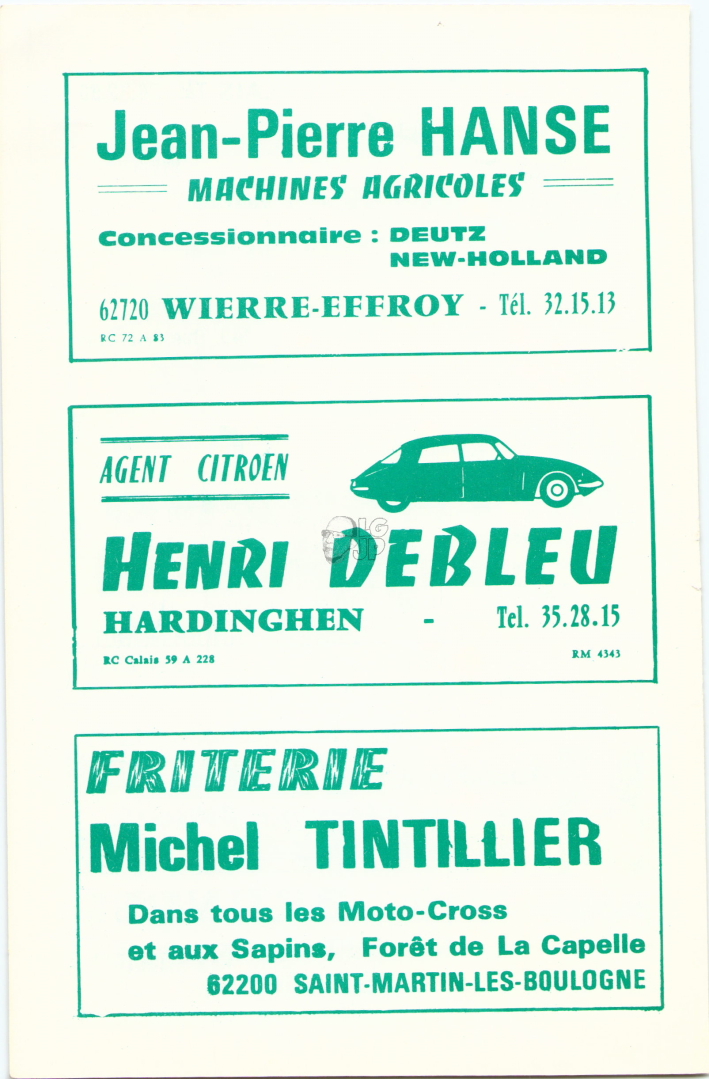 Jean-Pierre HANSE
MACHINES AGRICOLES
Concessionnaire : DEUTZ
NEW-HOLLAND
62720 WIERRE-EFFROY - Tél. 32.15.13
RC 72 A 83
AGENT CITROEN
HENRI DEBLEU
HARDINGHEN - Tel. 35.28.15
RC Calais 59 A 228
RM 4343
FRITERIE
Michel TINTILLIER
Dans tous les Moto-Cross
et aux Sapins, Forêt de La Capelle
62200 SAINT-MARTIN-LES-BOULOGNE